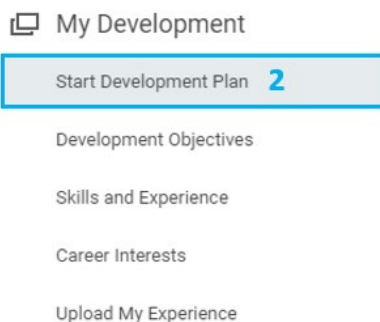 My Development
Start Development Plan 2
Development Objectives
Skills and Experience
Career Interests
Upload My Experience